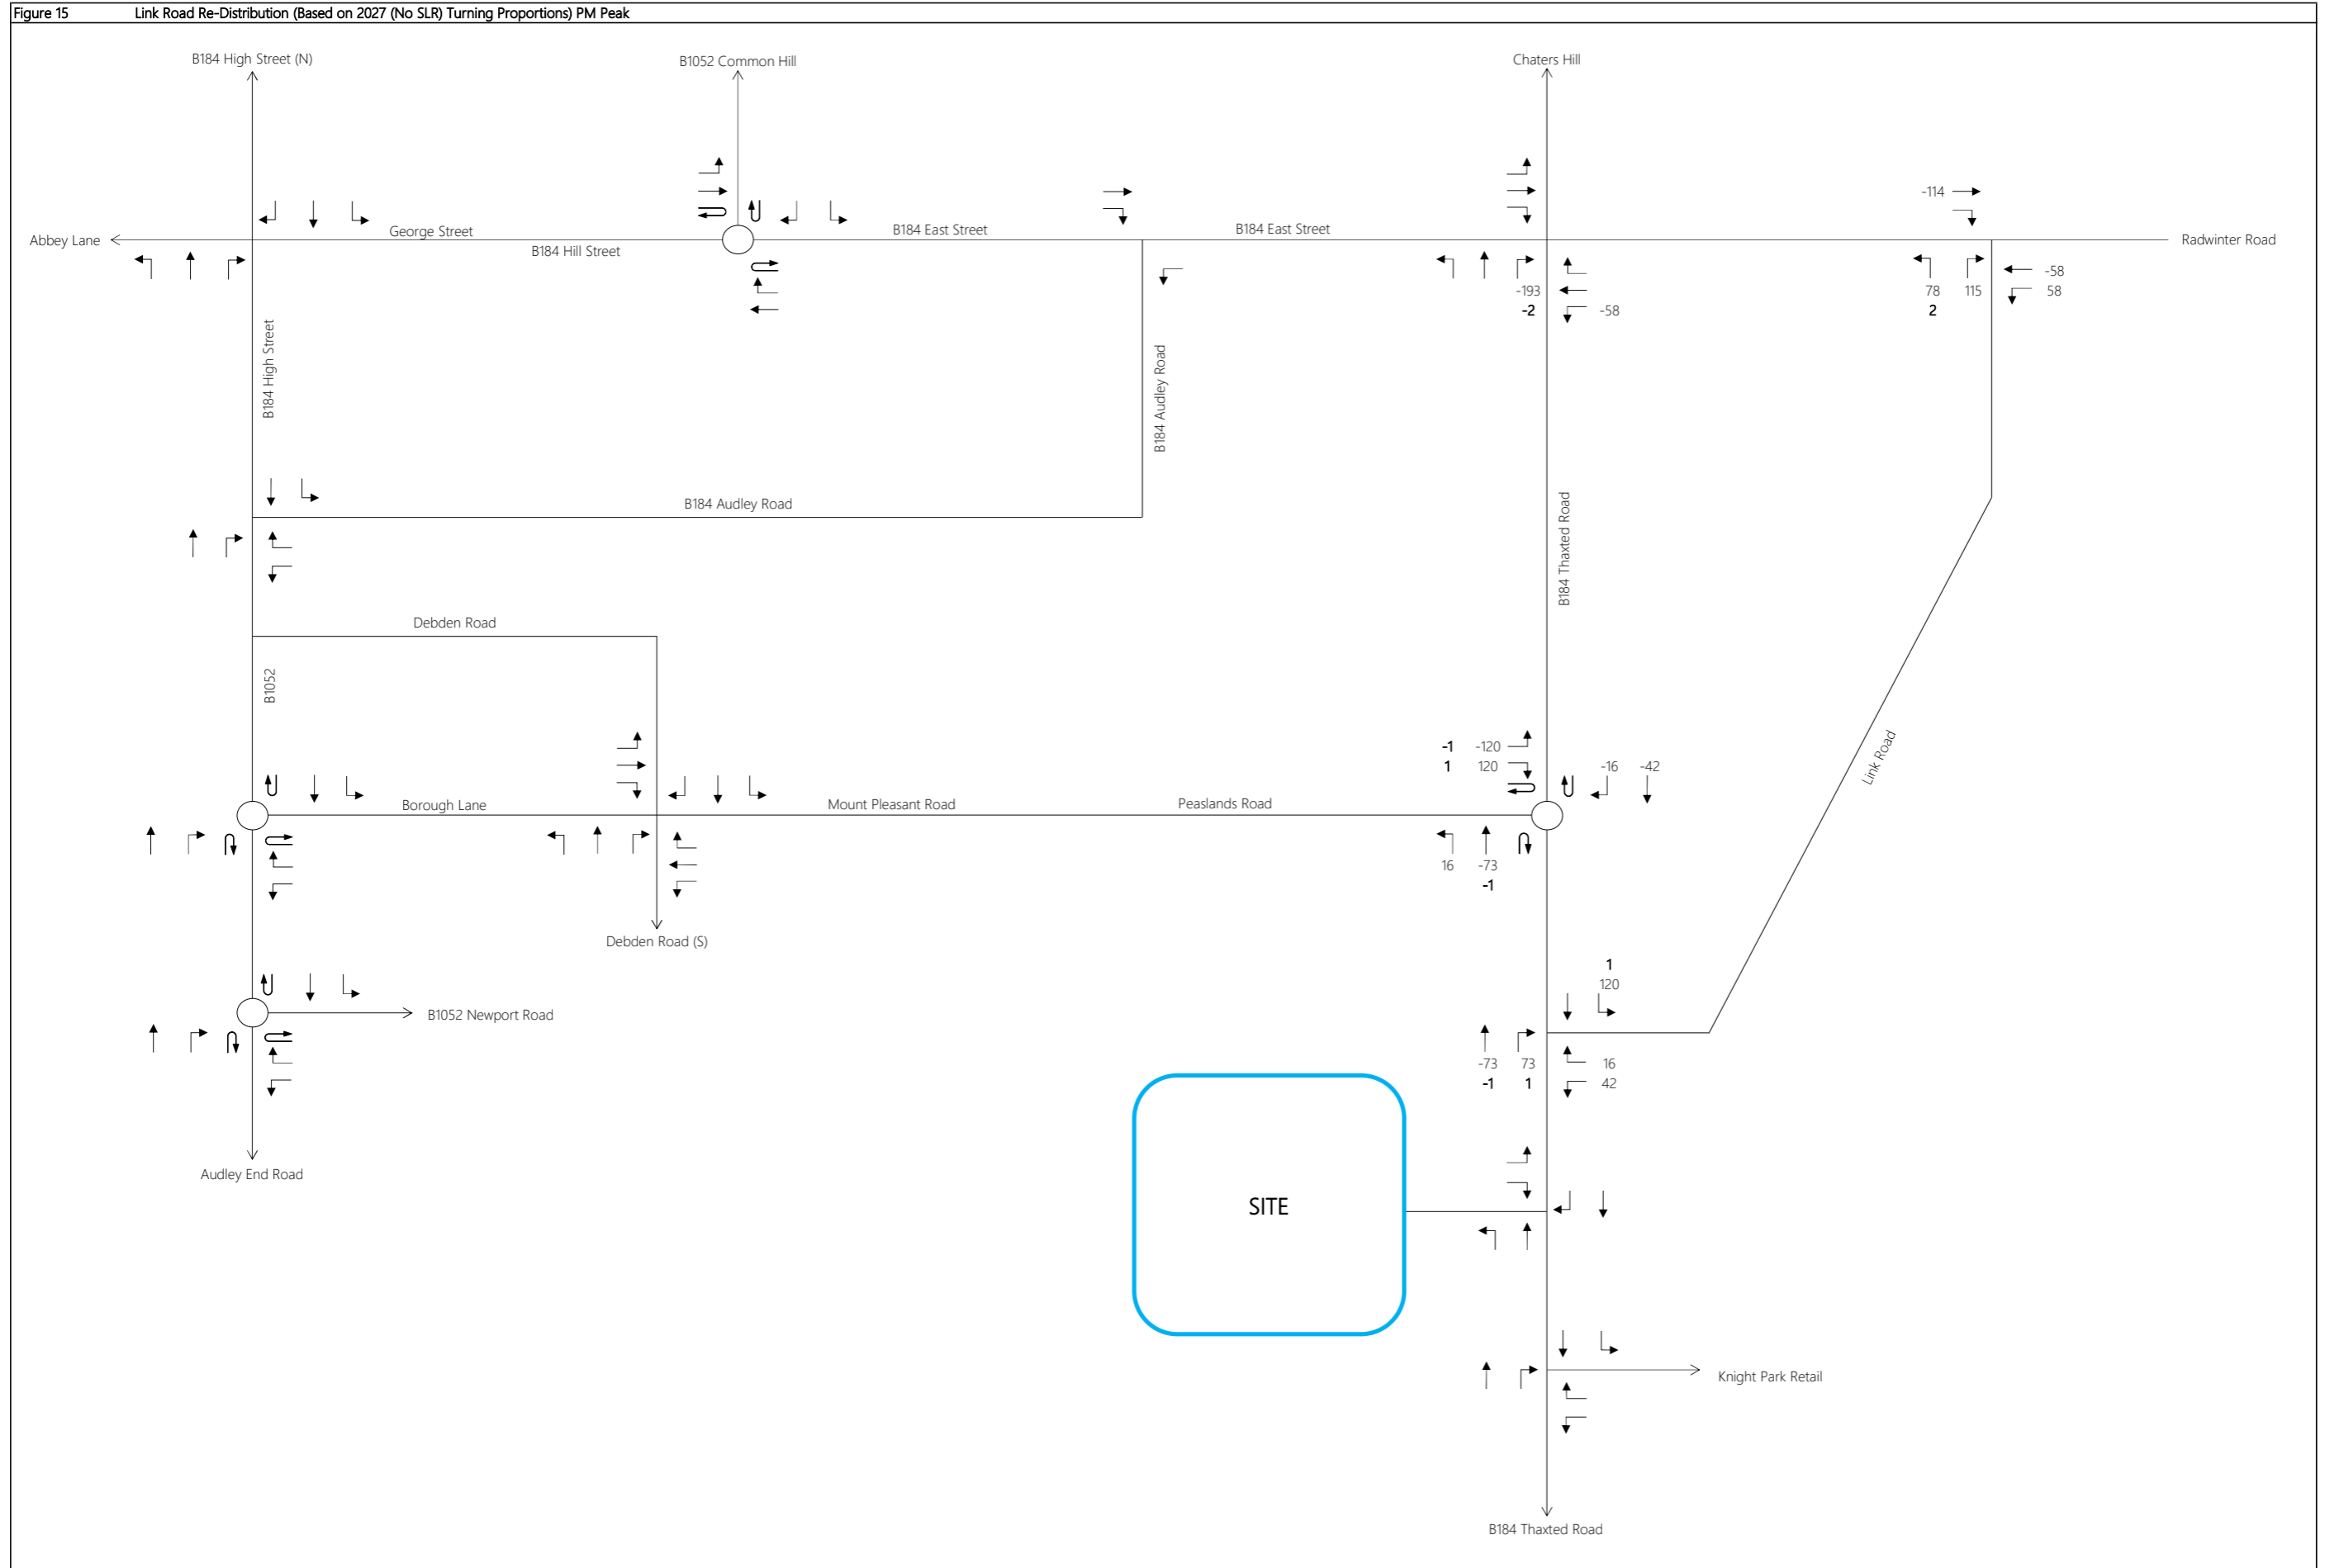 Figure 15 Link Road Re-Distribution (Based on 2027 (No SLR) Turning Proportions) PM Peak
B184 High Street (N)
B1052 Common Hill
Chaters Hill
-114
Abbey Lane
George Street
B184 Hill Street
B184 East Street
B184 East Street
Radwinter Road
-193
-2
-58
78
2
115
-58
58
B184 High Street
B184 Audley Road
B184 Audley Road
B184 Thaxted Road
Link Road
Debden Road
B1052
-1 -120
1 120
-16 -42
Borough Lane
Mount Pleasant Road
Peaslands Road
16 -73
-1
Debden Road (S)
1
120
B1052 Newport Road
-73 73
-1 1
16
42
Audley End Road
SITE
Knight Park Retail
B184 Thaxted Road